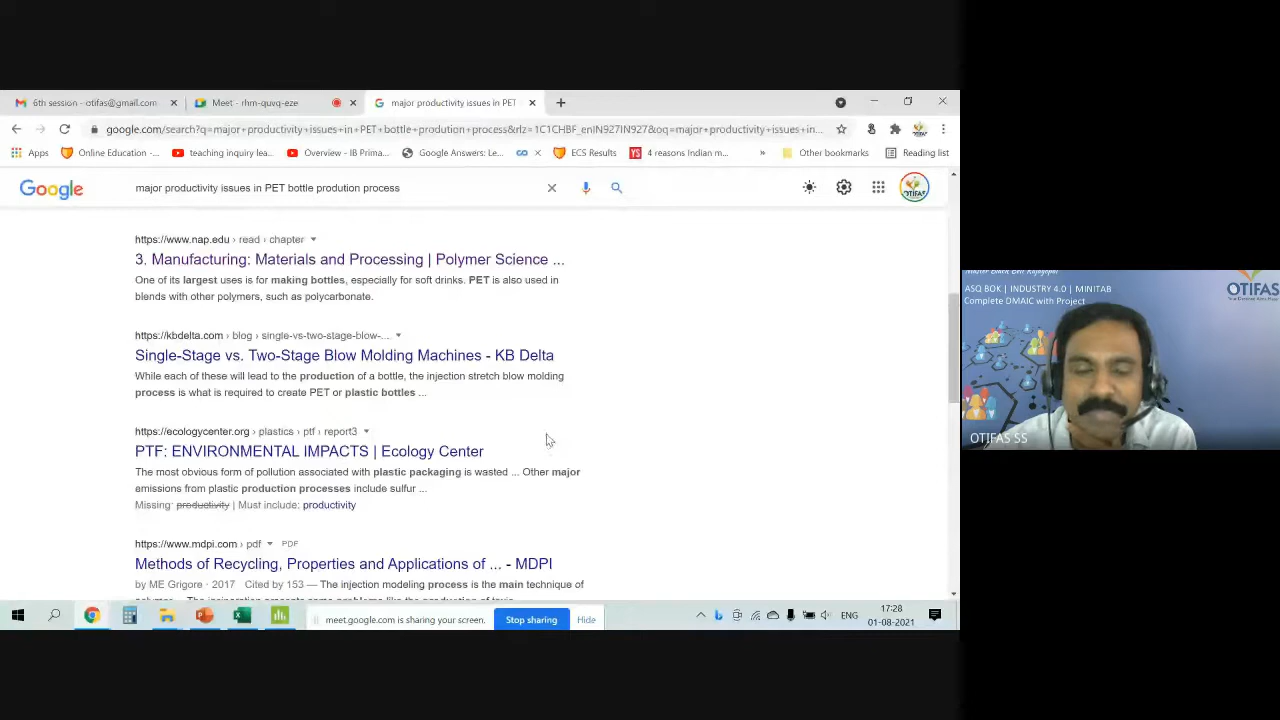 6th session - otifas@gmail.com
Meet - rhm-quvq-eze
major productivity issues in PET
google.com/search?q=major+productivity+issues+in+PET+bottle+prodution+process&rlz=1C1CHBF_enIN927IN927&oq=major+productivity+issues+in...
Apps
Online Education -...
teaching inquiry lea...
Overview - IB Prima...
Google Answers: Le...
ECS Results
4 reasons Indian m...
»
Other bookmarks
Reading list
Google
major productivity issues in PET bottle prodution process
https://www.nap.edu › read › chapter
3. Manufacturing: Materials and Processing | Polymer Science ...
One of its largest uses is for making bottles, especially for soft drinks. PET is also used in
blends with other polymers, such as polycarbonate.
https://kbdelta.com › blog › single-vs-two-stage-blow-...
Single-Stage vs. Two-Stage Blow Molding Machines - KB Delta
While each of these will lead to the production of a bottle, the injection stretch blow molding
process is what is required to create PET or plastic bottles ...
https://ecologycenter.org › plastics › ptf › report3
PTF: ENVIRONMENTAL IMPACTS | Ecology Center
The most obvious form of pollution associated with plastic packaging is wasted ... Other major
emissions from plastic production processes include sulfur ...
Missing: productivity | Must include: productivity
https://www.mdpi.com › pdf PDF
Methods of Recycling, Properties and Applications of ... - MDPI
by ME Grigore · 2017 Cited by 153 — The injection modeling process is the main technique of
meet.google.com is sharing your screen.
Stop sharing
Hide
ENG
17:28
01-08-2021
ASQ BOK | INDUSTRY 4.0 | MINITAB
Complete DMAIC with Project
OTIFAS
OTIFAS SS